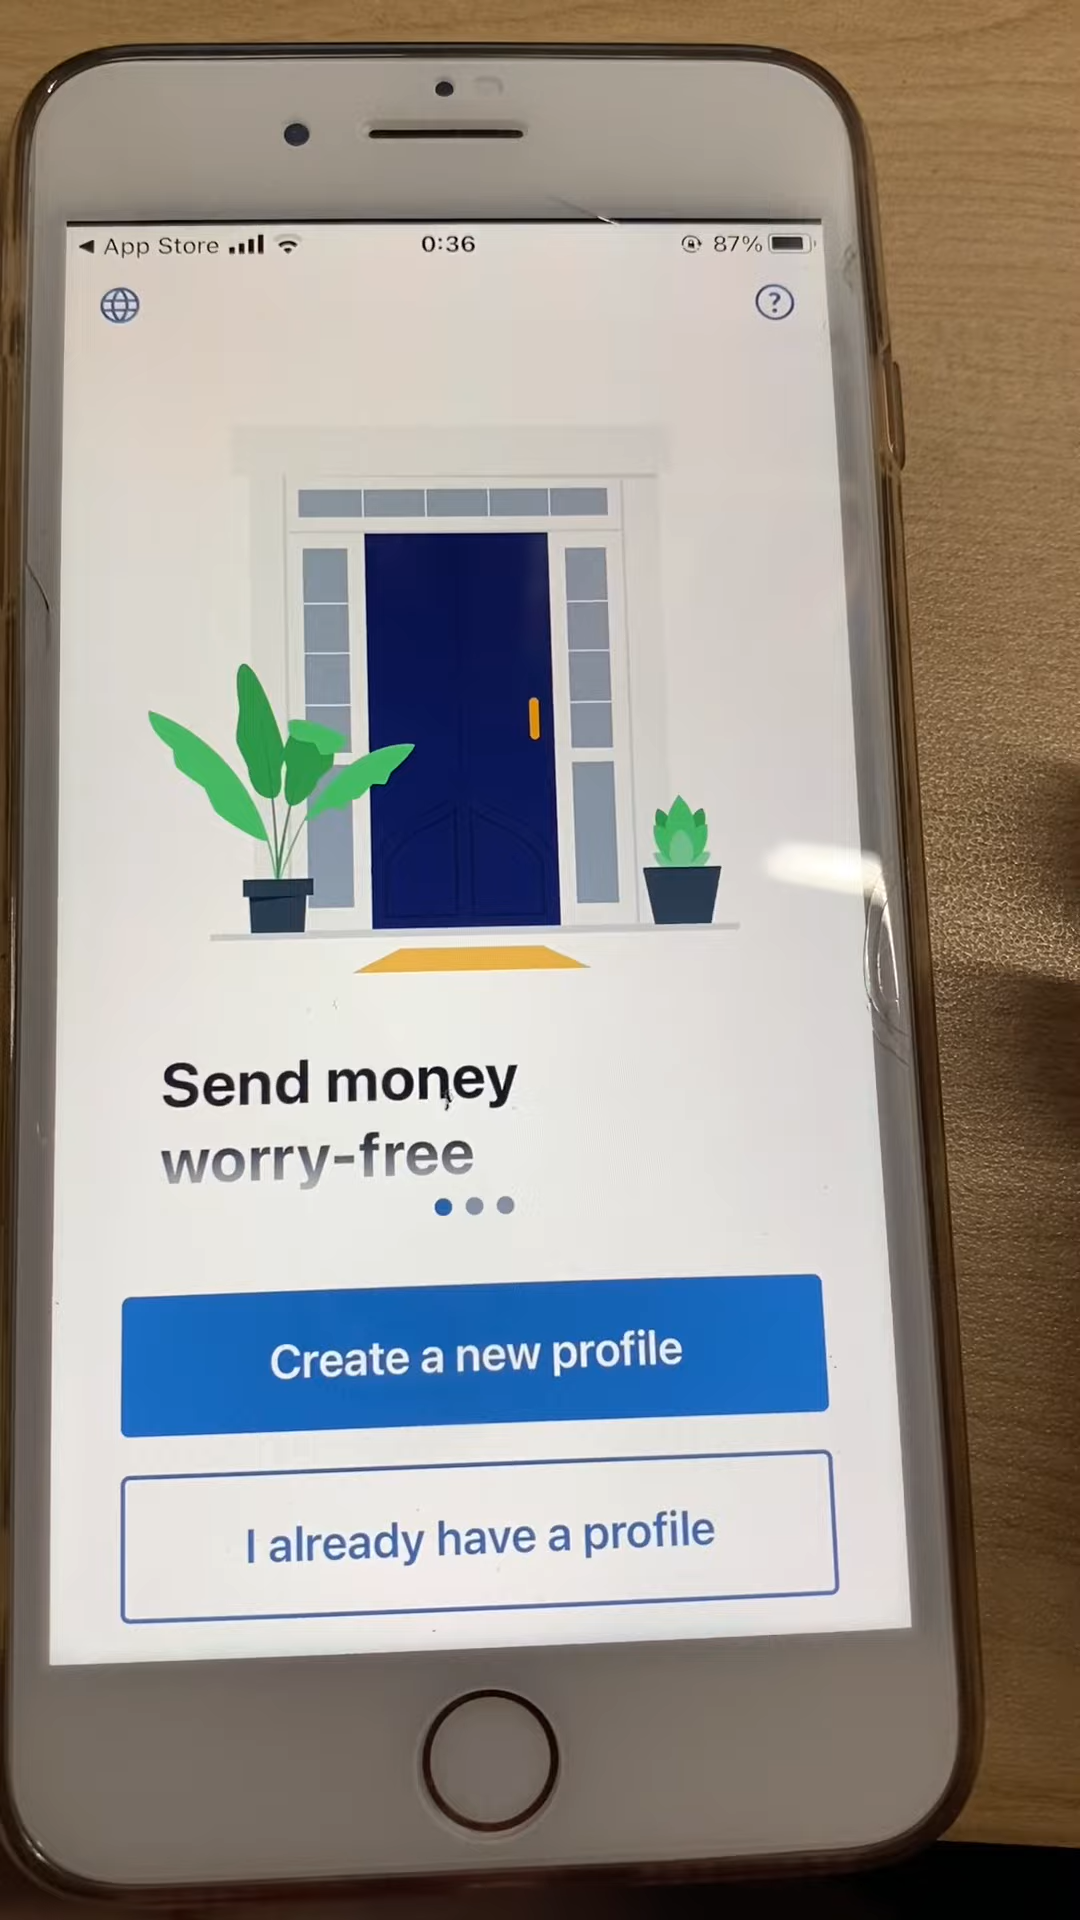 ◀ App Store 0:36 87%
?
Send money
worry-free
Create a new profile
I already have a profile